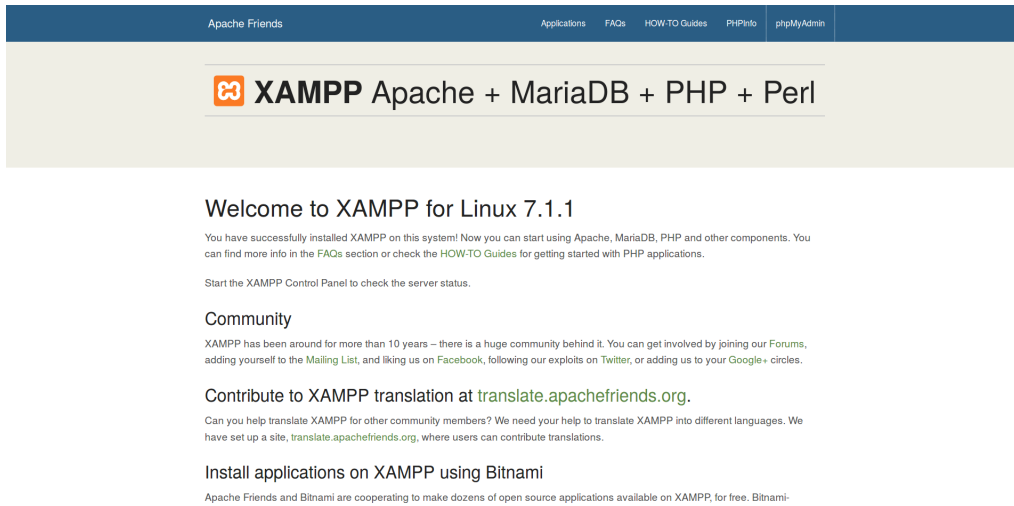 Apache Friends
Applications FAQs HOW-TO Guides PHPInfo phpMyAdmin
XAMPP Apache + MariaDB + PHP + Perl
Welcome to XAMPP for Linux 7.1.1
You have successfully installed XAMPP on this system! Now you can start using Apache, MariaDB, PHP and other components. You
can find more info in the FAQs section or check the HOW-TO Guides for getting started with PHP applications.
Start the XAMPP Control Panel to check the server status.
Community
XAMPP has been around for more than 10 years – there is a huge community behind it. You can get involved by joining our Forums,
adding yourself to the Mailing List, and liking us on Facebook, following our exploits on Twitter, or adding us to your Google+ circles.
Contribute to XAMPP translation at translate.apachefriends.org.
Can you help translate XAMPP for other community members? We need your help to translate XAMPP into different languages. We
have set up a site, translate.apachefriends.org, where users can contribute translations.
Install applications on XAMPP using Bitnami
Apache Friends and Bitnami are cooperating to make dozens of open source applications available on XAMPP, for free. Bitnami-